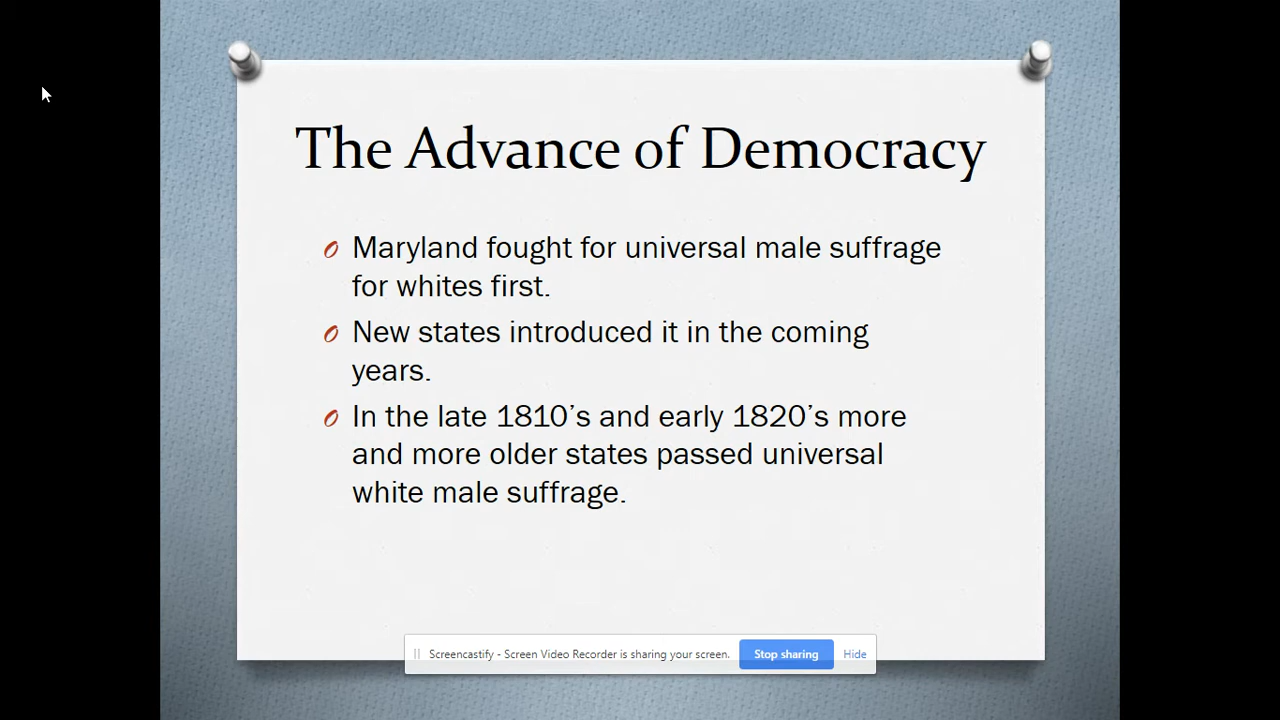 The Advance of Democracy
Maryland fought for universal male suffrage
for whites first.
New states introduced it in the coming
years.
In the late 1810’s and early 1820’s more
and more older states passed universal
white male suffrage.
Screencastify - Screen Video Recorder is sharing your screen. Stop sharing Hide